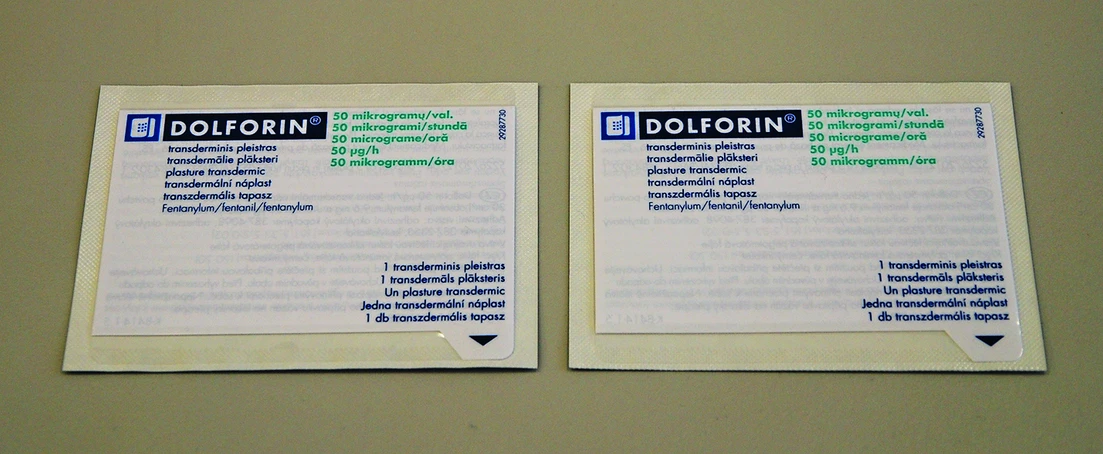 DOLFORIN®
50 mikrogramų/val.
50 mikrogrami/stundā
50 micrograme/oră
50 µg/h
50 mikrogramm/óra
29287730
transderminis pleistras
transdermālie plāksteri
plasture transdermic
transdermální náplast
transzdermális tapasz
Fentanylum/fentanil/fentanylum
1 transderminis pleistras
1 transdermāls plāksteris
Un plasture transdermic
Jedna transdermální náplast
1 db transzdermális tapasz
DOLFORIN®
50 mikrogramų/val.
50 mikrogrami/stundā
50 micrograme/oră
50 µg/h
50 mikrogramm/óra
29287730
transderminis pleistras
transdermālie plāksteri
plasture transdermic
transdermální náplast
transzdermális tapasz
Fentanylum/fentanil/fentanylum
1 transderminis pleistras
1 transdermāls plāksteris
Un plasture transdermic
Jedna transdermální náplast
1 db transzdermális tapasz